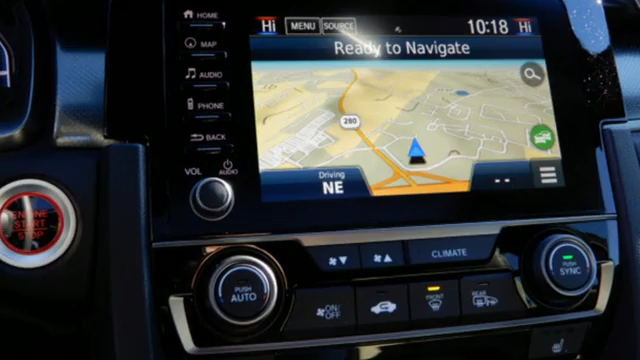 HOME
Hi MENU SOURCE 10:18 Hi
Ready to Navigate
MAP
AUDIO
PHONE
BACK
280
VOL AUDIO
Driving
NE
--
ENGINE
START
STOP
CLIMATE
PUSH
AUTO
PUSH
SYNC
ON/
OFF
FRONT
REAR